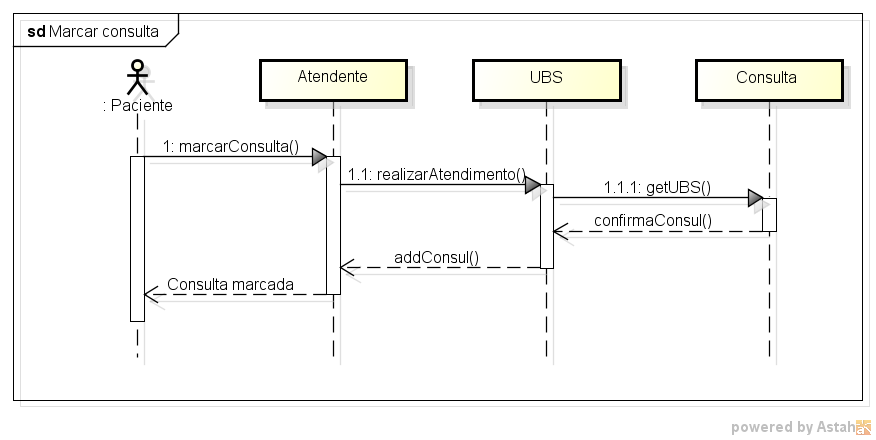 sd Marcar consulta
: Paciente
Atendente
UBS
Consulta
1: marcarConsulta()
1.1: realizarAtendimento()
1.1.1: getUBS()
confirmaConsul()
addConsul()
Consulta marcada
powered by Astah